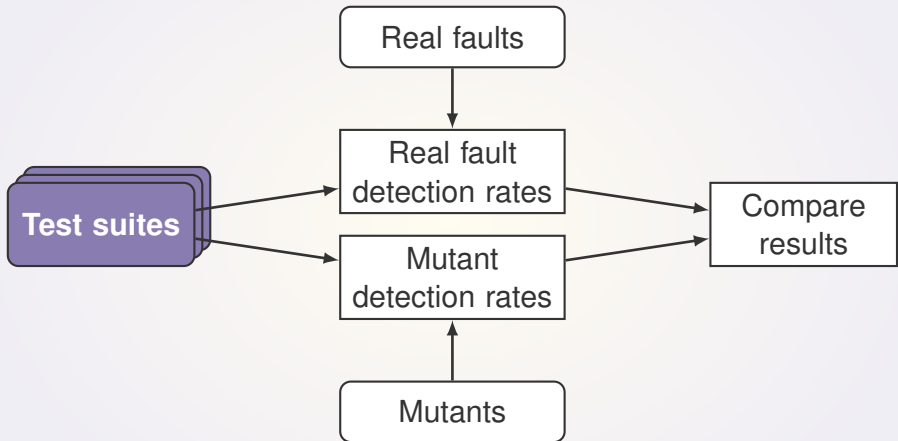 Real faults
Real fault
detection rates
Test suites
Compare
results
Mutant
detection rates
Mutants